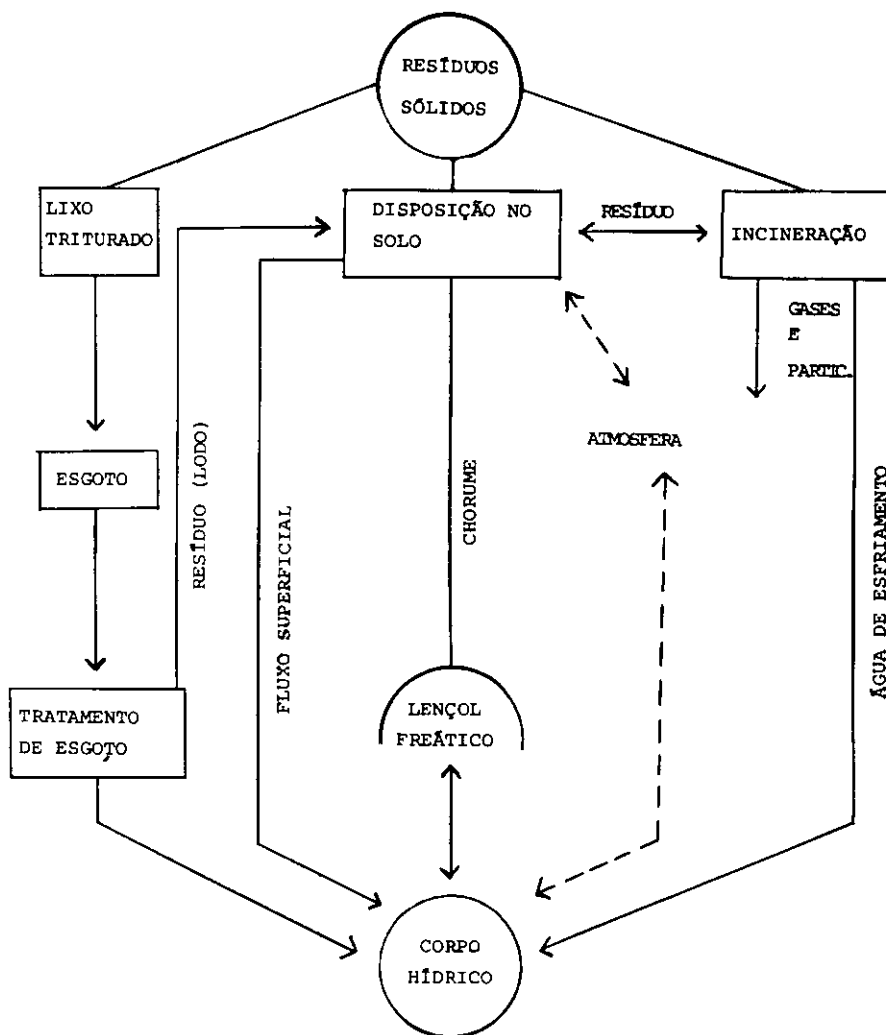 RESÍDUOS
SÓLIDOS
LIXO
TRITURADO
DISPOSIÇÃO NO
SOLO
RESÍDUO
INCINERAÇÃO
GASES
E
PARTIC.
ATMOSFERA
ESGOTO
RESÍDUO (LODO)
FLUXO SUPERFICIAL
CHORUME
ÁGUA DE ESFRIAMENTO
TRATAMENTO
DE ESGOTO
LENÇOL
FREÁTICO
CORPO
HÍDRICO